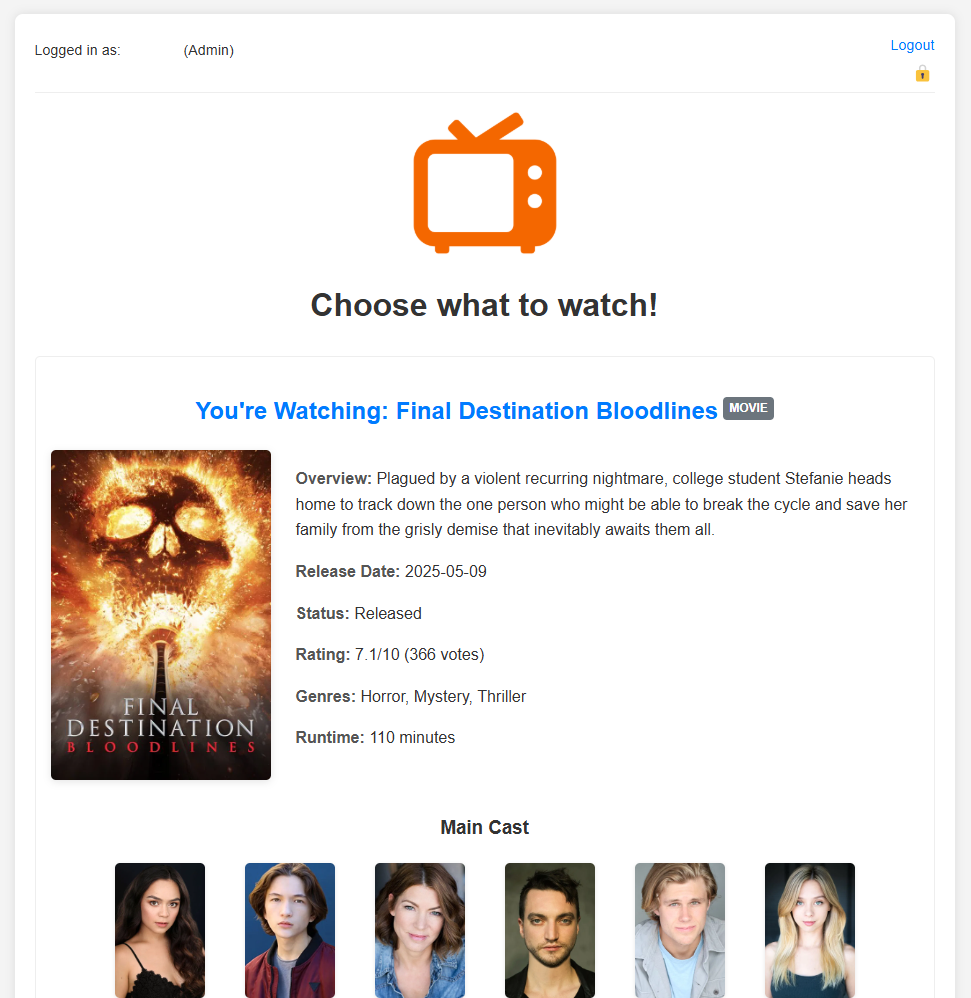 Logged in as: (Admin)
Logout
Choose what to watch!
You're Watching: Final Destination Bloodlines MOVIE
Overview: Plagued by a violent recurring nightmare, college student Stefanie heads
home to track down the one person who might be able to break the cycle and save her
family from the grisly demise that inevitably awaits them all.
Release Date: 2025-05-09
Status: Released
Rating: 7.1/10 (366 votes)
Genres: Horror, Mystery, Thriller
Runtime: 110 minutes
FINAL
DESTINATION
BLOODLINES
Main Cast